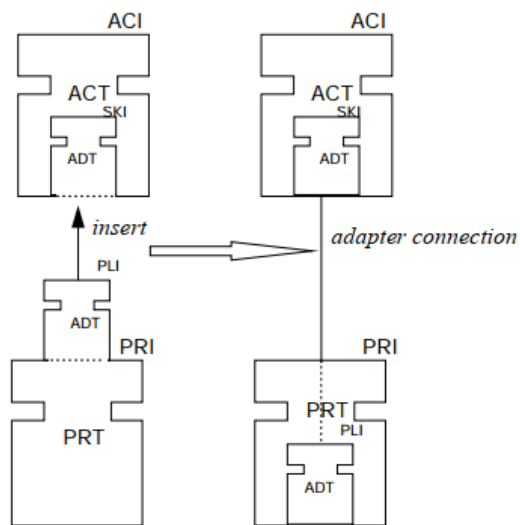 ACI
ACT
SKI
ADT
insert
PLI
ADT
PRI
PRT
ACI
ACT
SKI
ADT
adapter connection
PRI
PRT
PLI
ADT